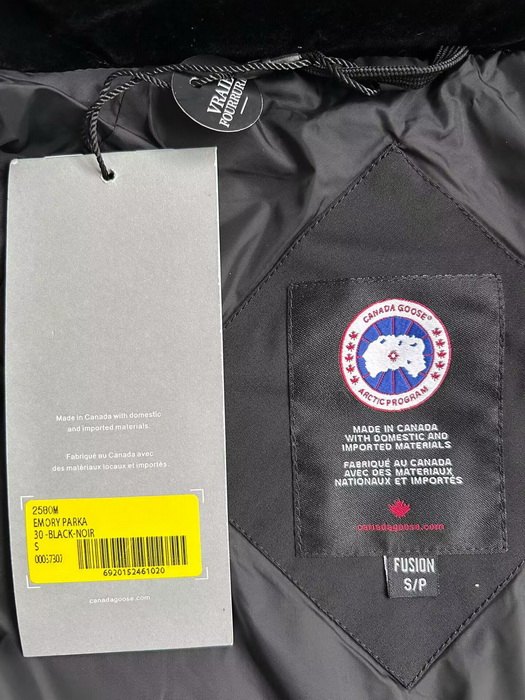 VRAIE
FOURRURE
Made in Canada with domestic
and imported materials.
Fabriqué au Canada avec
des matériaux locaux et importés
2580M
EMORY PARKA
30-BLACK-NOIR
S
6920152461020
canadagoose.com
CANADA GOOSE®
ARCTIC PROGRAM
MADE IN CANADA
WITH DOMESTIC AND
IMPORTED MATERIALS
FABRIQUÉ AU CANADA
AVEC DES MATÉRIAUX
NATIONAUX ET IMPORTÉS
canadagoose.com
FUSION
S/P